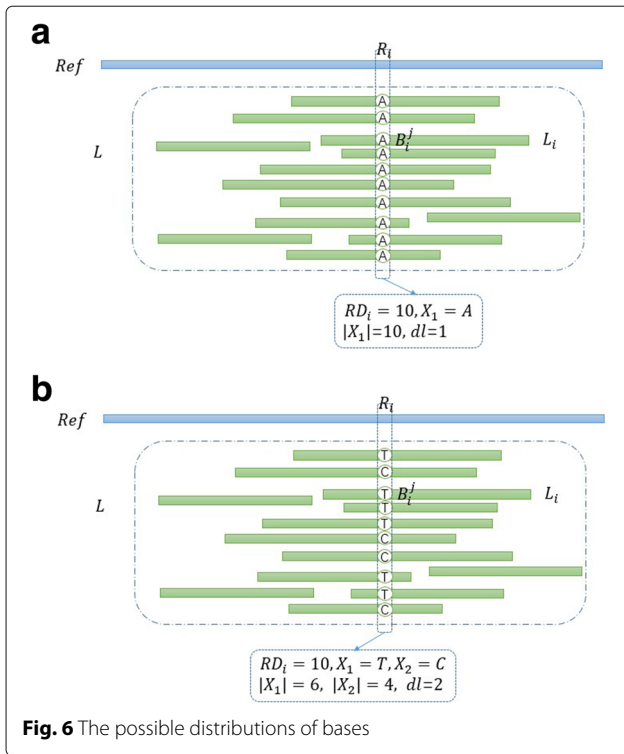 a
R_i
Ref
A
A
L A B_i^j L_i
A
A
A
A
A
A
A
RD_i = 10, X_1 = A
|X_1|=10, dl=1
b
R_i
Ref
T
C
L T B_i^j L_i
T
T
C
C
T
T
C
RD_i = 10, X_1 = T, X_2 = C
|X_1| = 6, |X_2| = 4, dl=2
Fig. 6 The possible distributions of bases